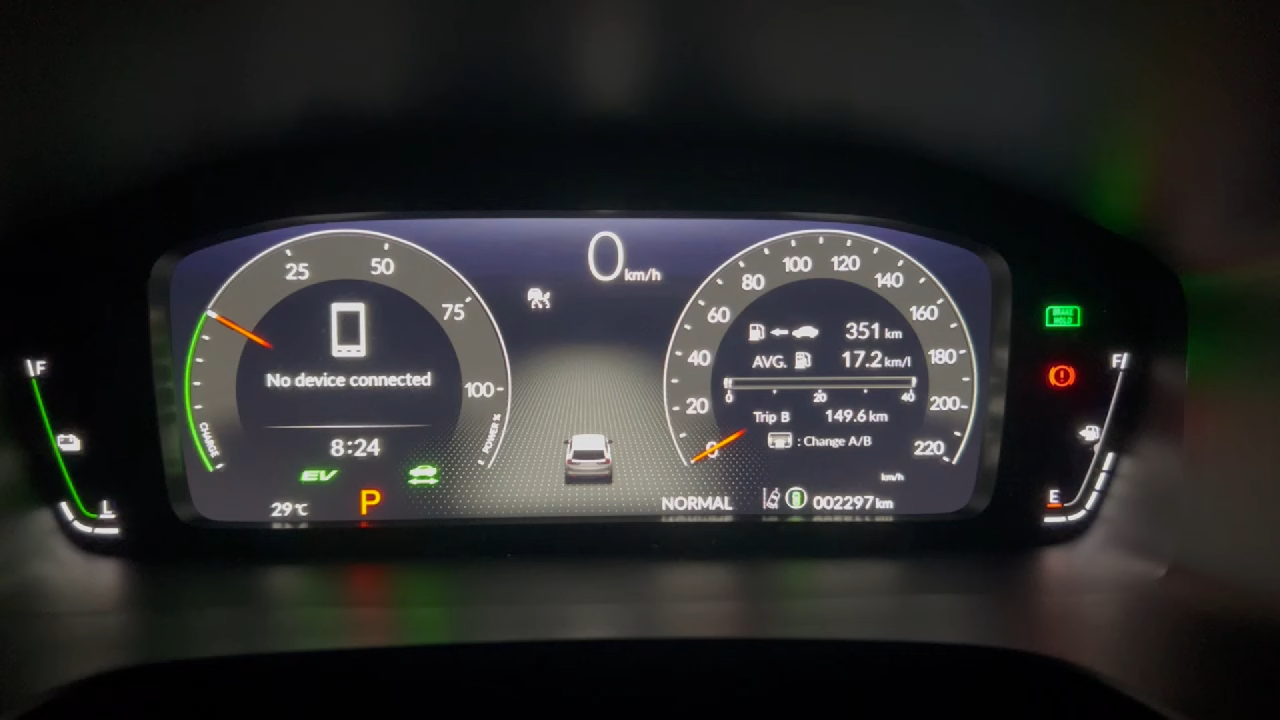 0 km/h
25
50
75
100
POWER %
CHARGE
No device connected
8:24
EV
29℃
P
F
L
0
20
40
60
80
100
120
140
160
180
200
220
km/h
351 km
AVG. 17.2 km/l
0 20 40
Trip B 149.6 km
: Change A/B
NORMAL
002297 km
BRAKE
HOLD
F
E